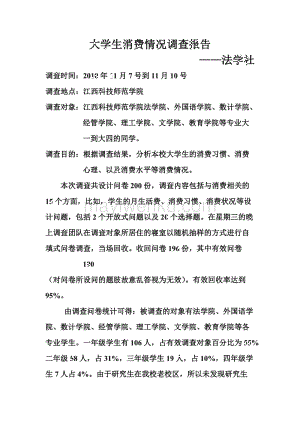 大学生消费情况调查报告
——法学社
调查时间：2012 年 11 月 7 号到 11 月 10 号
调查地点：江西科技师范学院
调查对象：江西科技师范学院法学院、外国语学院、数计学院、
经管学院、理工学院、文学院、教育学院等专业大
一到大四的同学。
调查目的：根据调查结果，分析本校大学生的消费习惯、消费
心理、以及消费水平等消费情况。
本次调查共设计问卷 200 份，调查内容包括与消费相关的
15 个方面，比如，学生的月生活费、消费习惯、消费状况等设
计问题，包括 2 个开放式问题以及 20 个选择题。在星期三的晚
上调查团队在调查对象所居住的寝室以随机抽样的方式进行自
填式问卷调查，当场回收。收回问卷 196 份，其中有效问卷
190
（对问卷所设问的题肢故意乱答视为无效），有效回收率达到
95%。
由调查问卷统计可得：被调查的对象有法学院、外国语学
院、数计学院、经管学院、理工学院、文学院、教育学院等各
专业学生。一年级学生有 106 人，占有效调查对象百分比为 55%
二年级 58 人，占 31%，三年级学生 19 人，占 10%，四年级学
生 7 人占 4%。由于研究生在我校老校区，所以未发现研究生